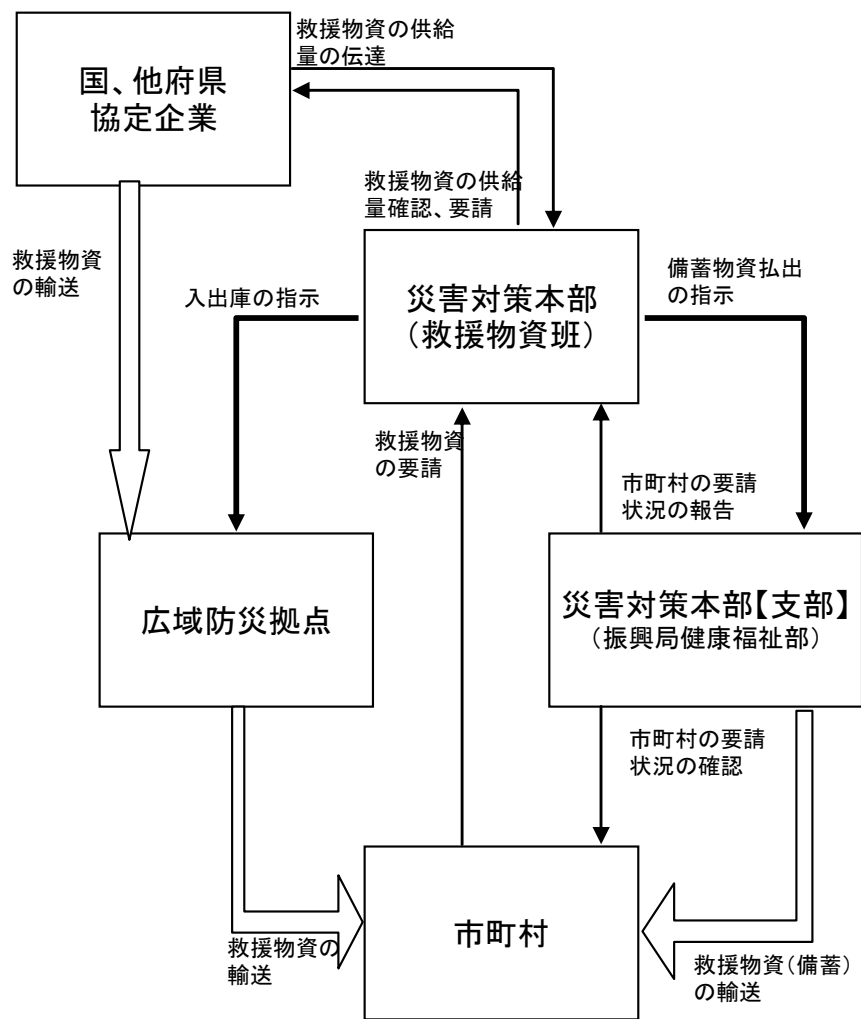 救援物資の供給
量の伝達
国、他府県
協定企業
救援物資の供給
量確認、要請
救援物資
の輸送
入出庫の指示
災害対策本部
（救援物資班）
備蓄物資払出
の指示
救援物資
の要請
市町村の要請
状況の報告
広域防災拠点
災害対策本部【支部】
（振興局健康福祉部）
市町村の要請
状況の確認
市町村
救援物資の
輸送
救援物資（備蓄）
の輸送